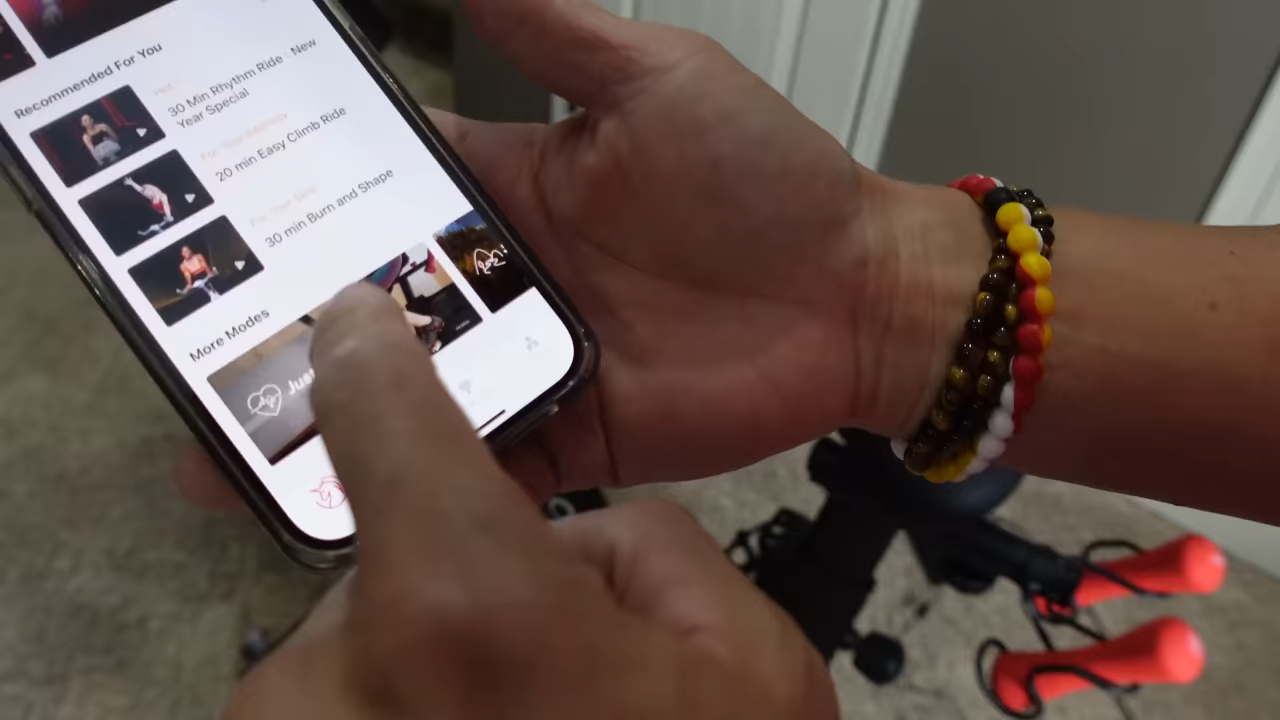 Recommended For You
30 Min Rhythm Ride - New
Year Special
20 min Easy Climb Ride
30 min Burn and Shape
More Modes